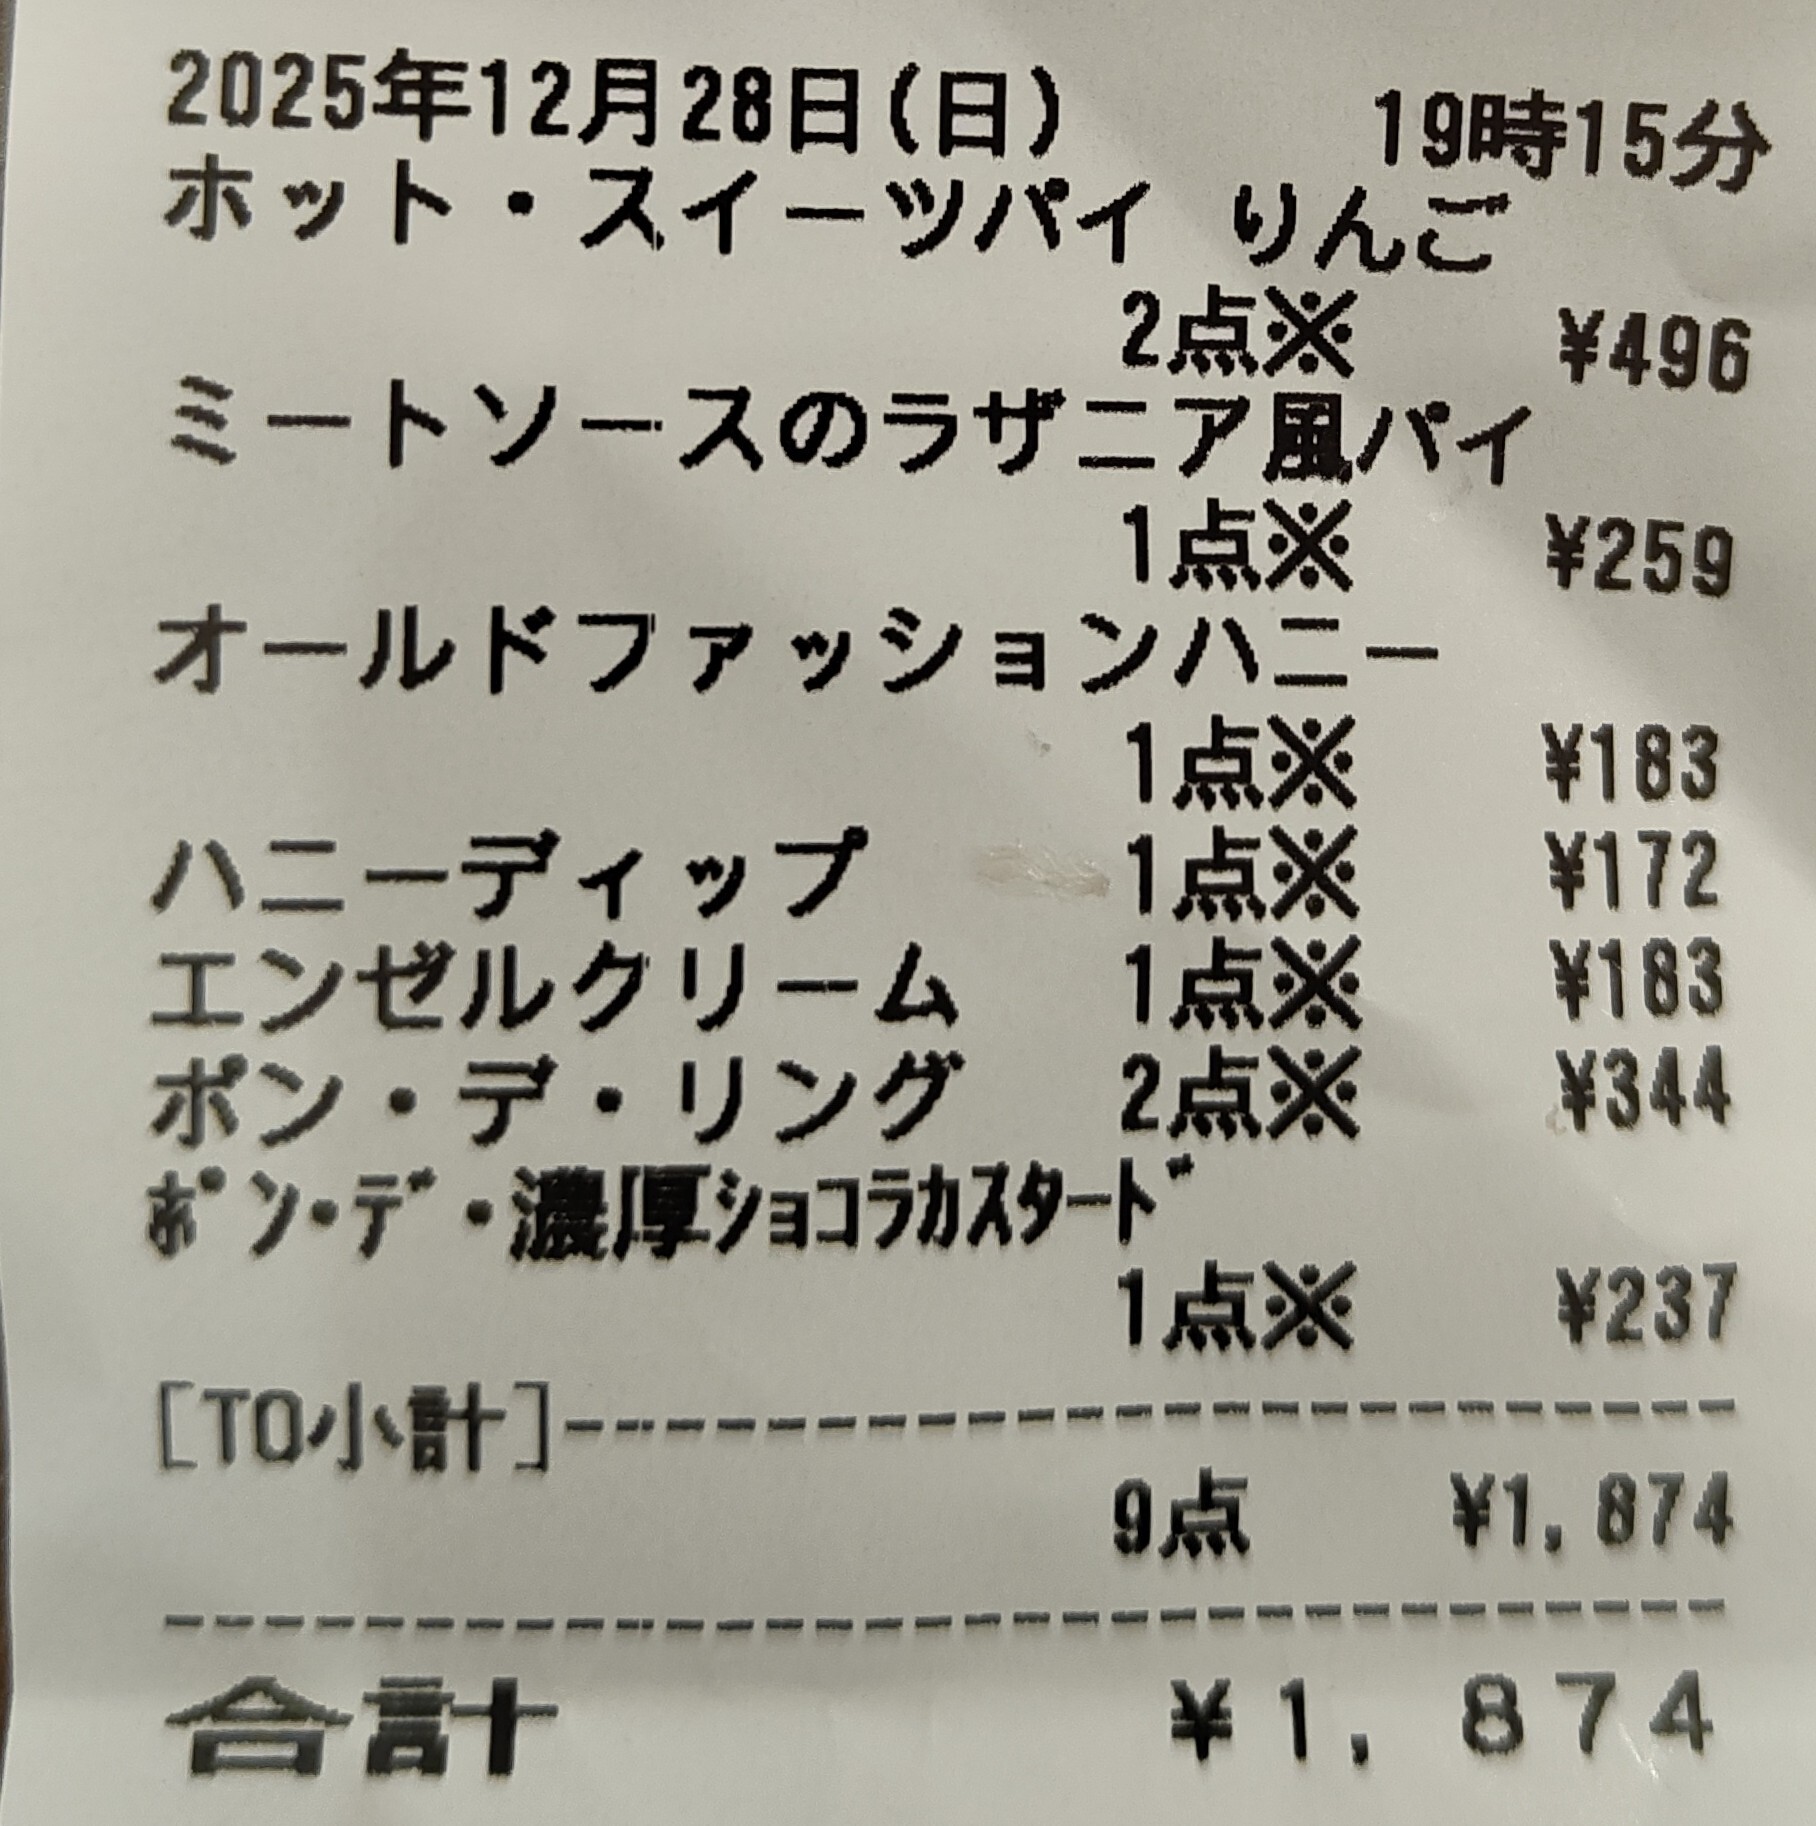 2025年12月28日(日) 19時15分
ホット・スイーツパイ りんご
2点※ ¥496
ミートソースのラザニア風パイ
1点※ ¥259
オールドファッションハニー
1点※ ¥183
ハニーディップ 1点※ ¥172
エンゼルクリーム 1点※ ¥183
ポン・デ・リング 2点※ ¥344
ポン・デ・濃厚ショコラカスタード
1点※ ¥237
[TO小計]----------------------
9点 ¥1,874
--------------------------------
合計 ¥1,874